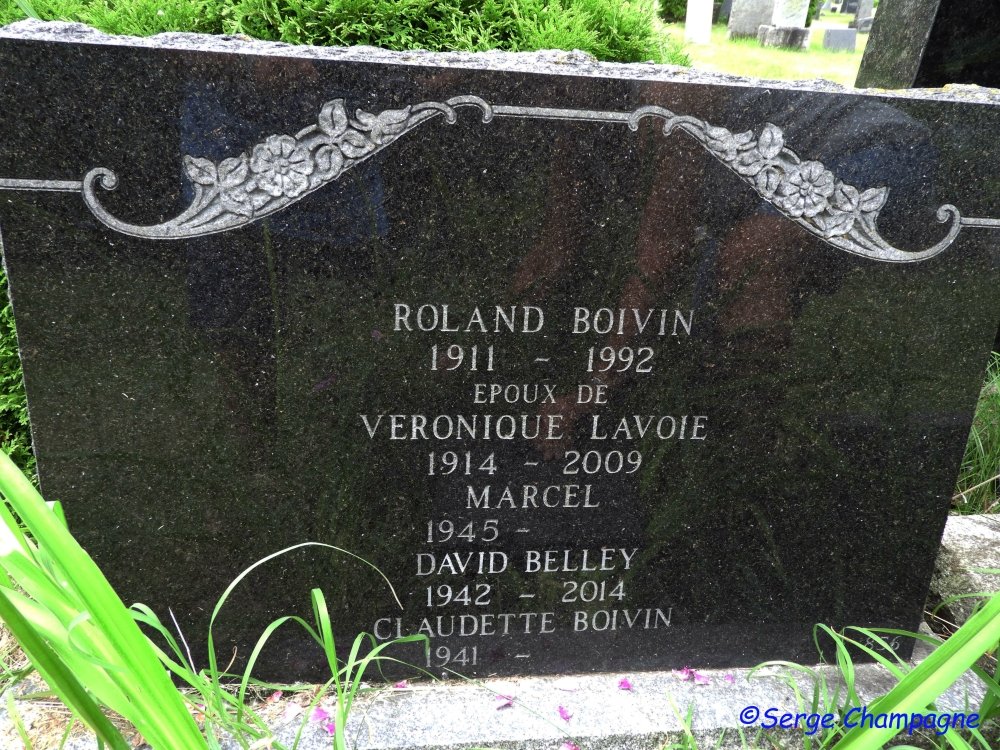 ROLAND BOIVIN
1911 - 1992
EPOUX DE
VERONIQUE LAVOIE
1914 - 2009
MARCEL
1945 -
DAVID BELLEY
1942 - 2014
CLAUDETTE BOIVIN
1941 -
©Serge Champagne